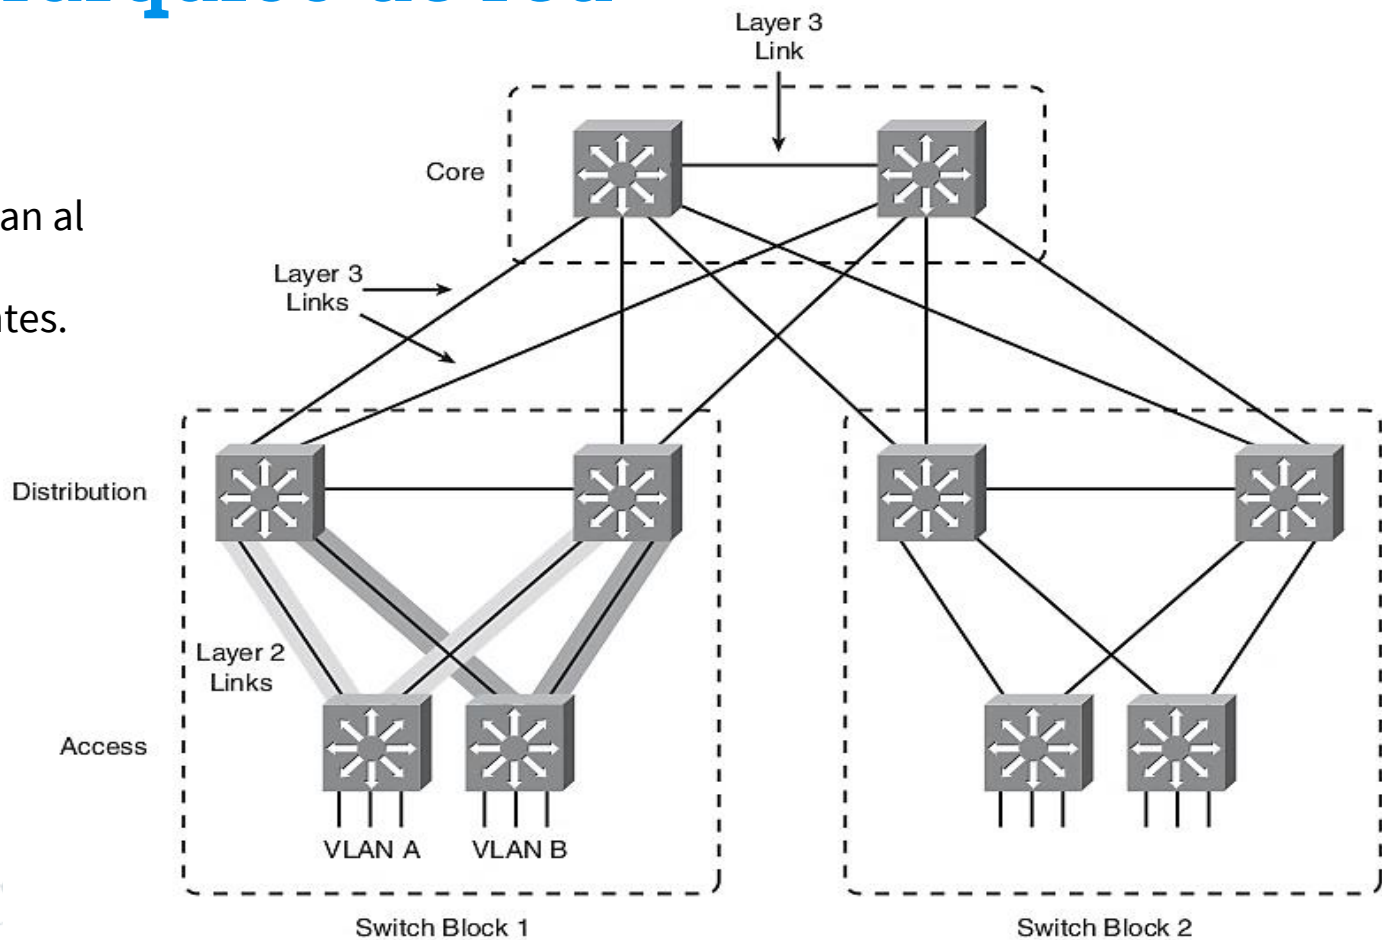 Layer 3
Link
Core
an al
Layer 3
Links
Distribution
Layer 2
Links
Access
VLAN A
VLAN B
Switch Block 1
Switch Block 2